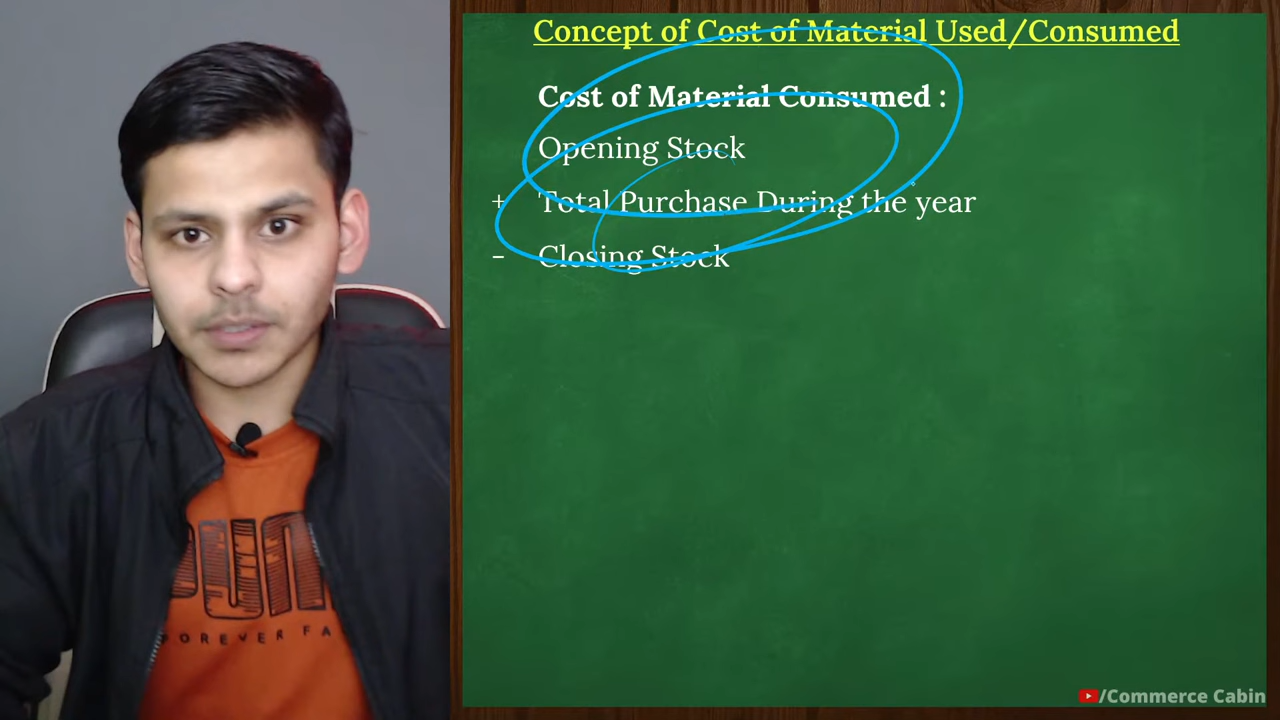 Concept of Cost of Material Used/Consumed
Cost of Material Consumed :
Opening Stock
+ Total Purchase During the year
- Closing Stock
FOREVER FA
/Commerce Cabin